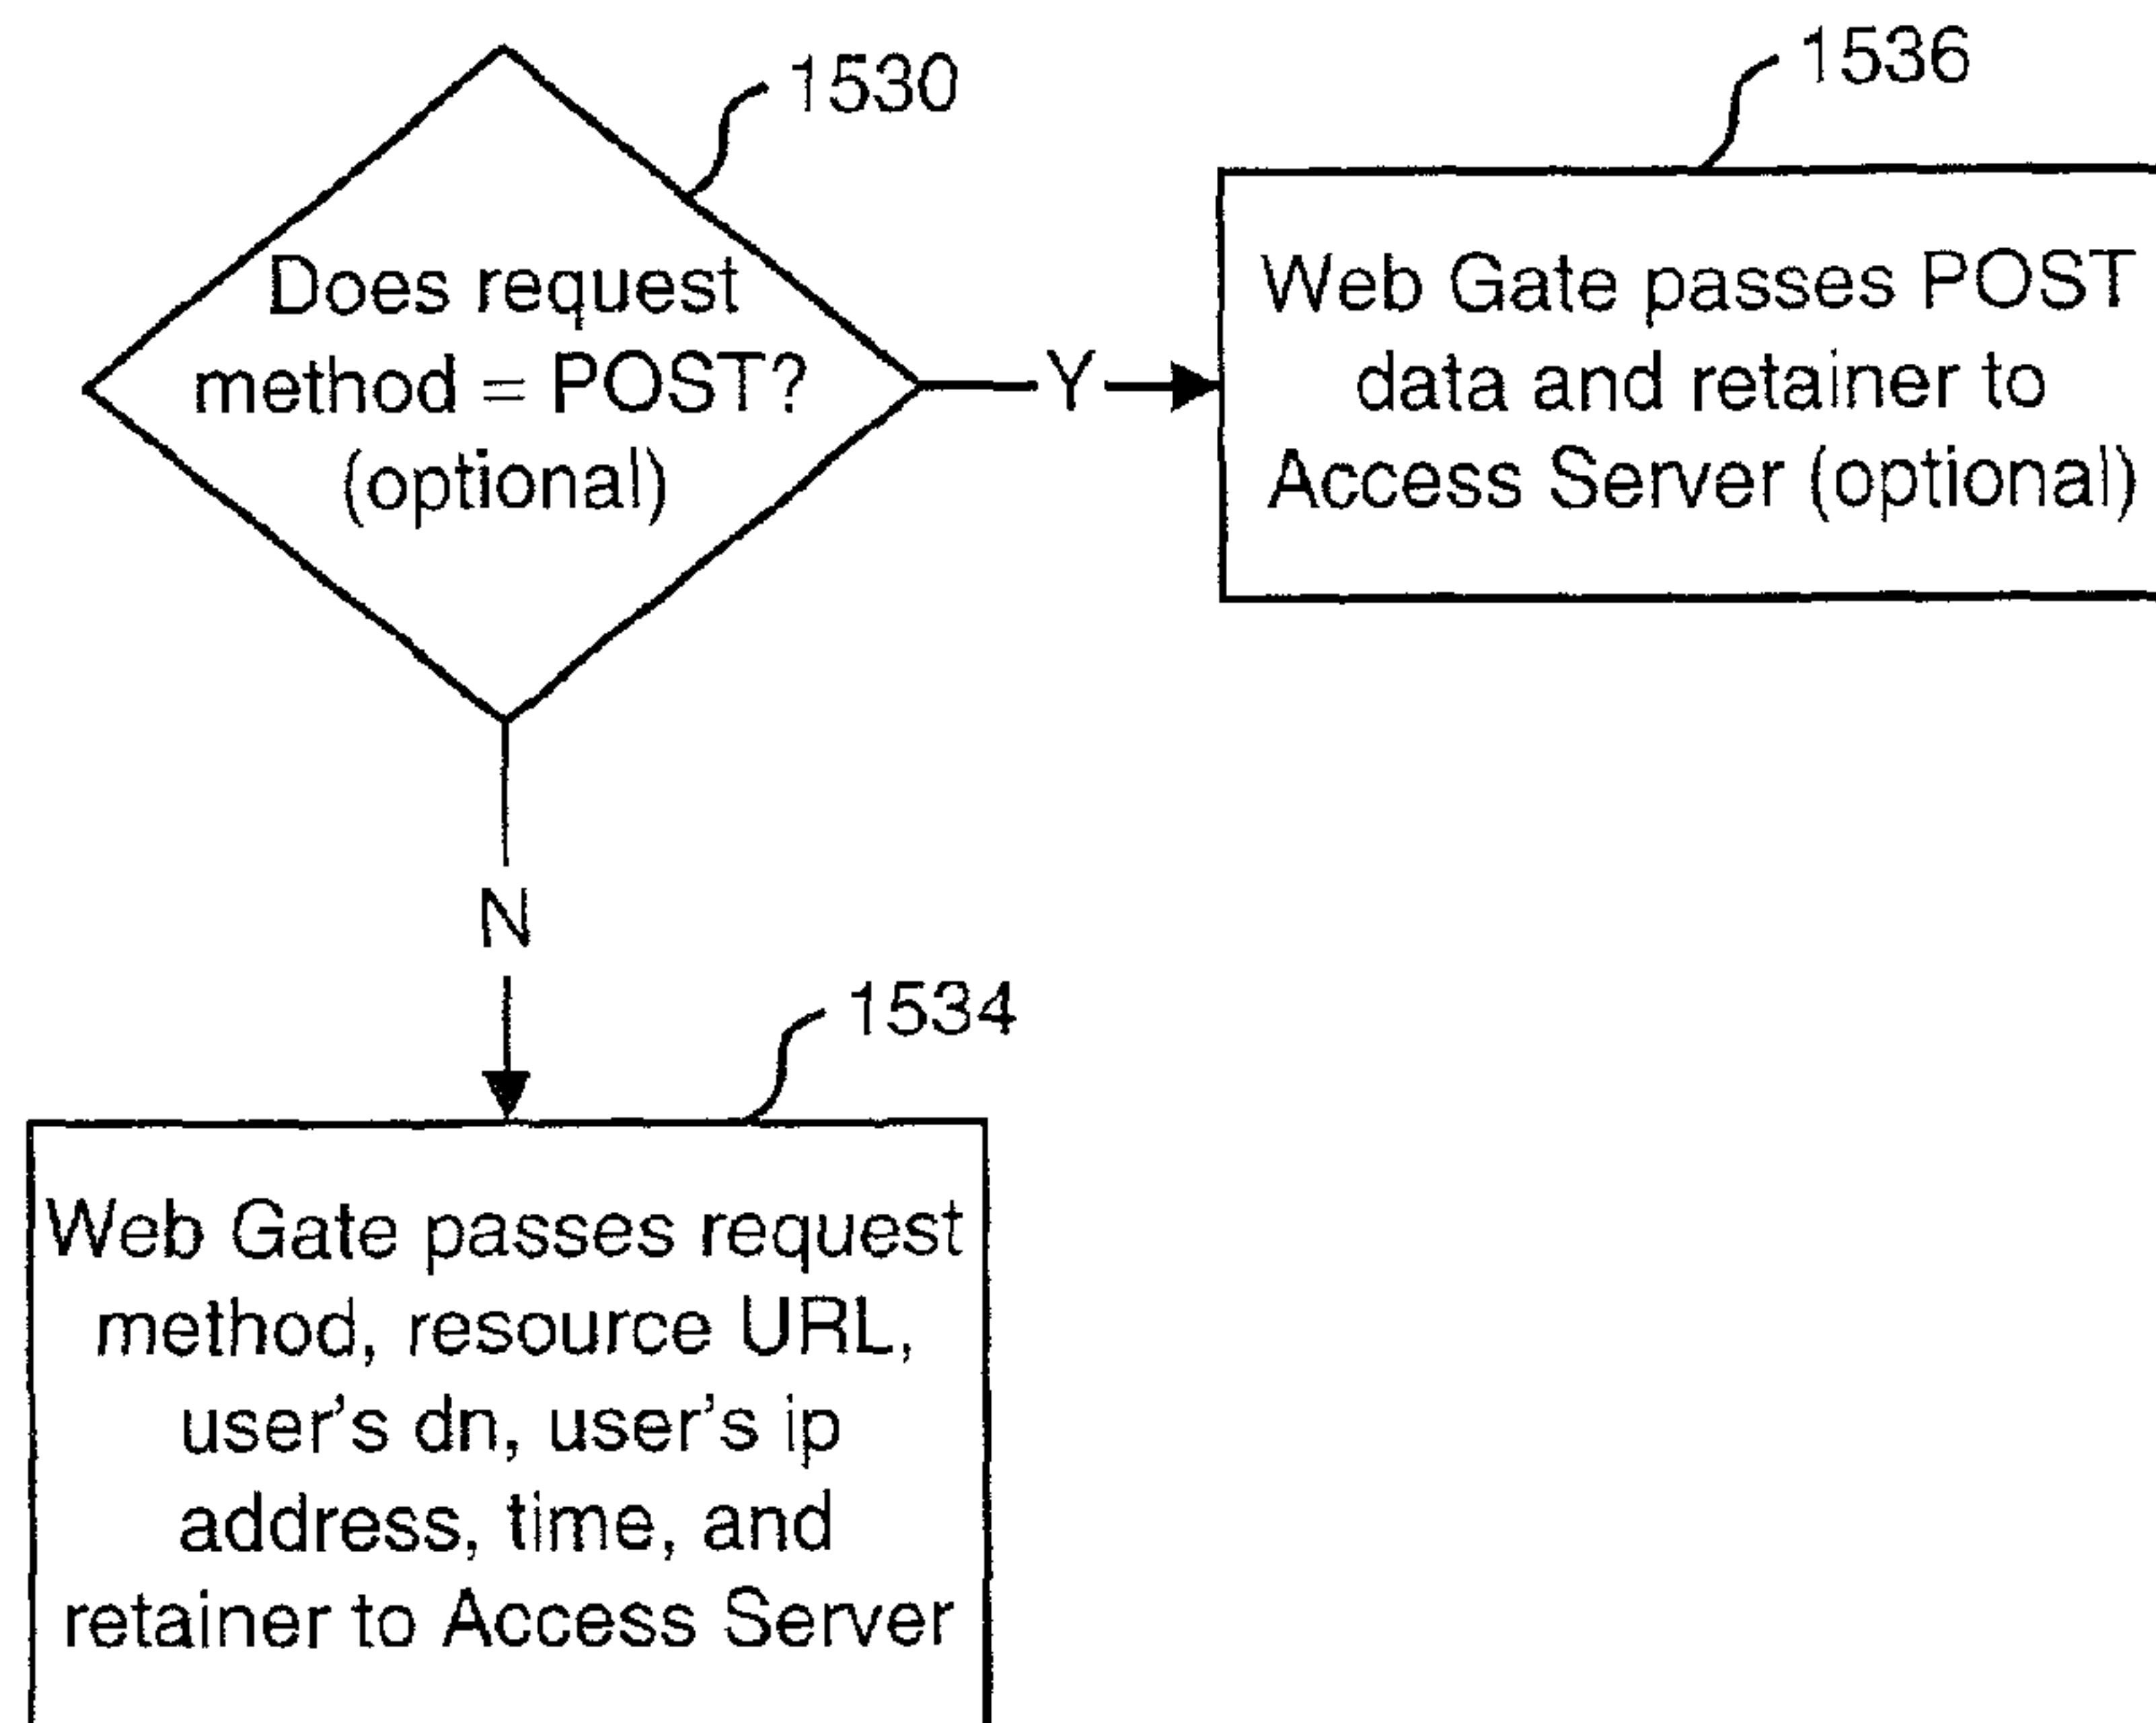 1530
Does request
method = POST?
(optional)
Y
1536
Web Gate passes POST
data and retainer to
Access Server (optional)
N
1534
Web Gate passes request
method, resource URL,
user's dn, user's ip
address, time, and
retainer to Access Server